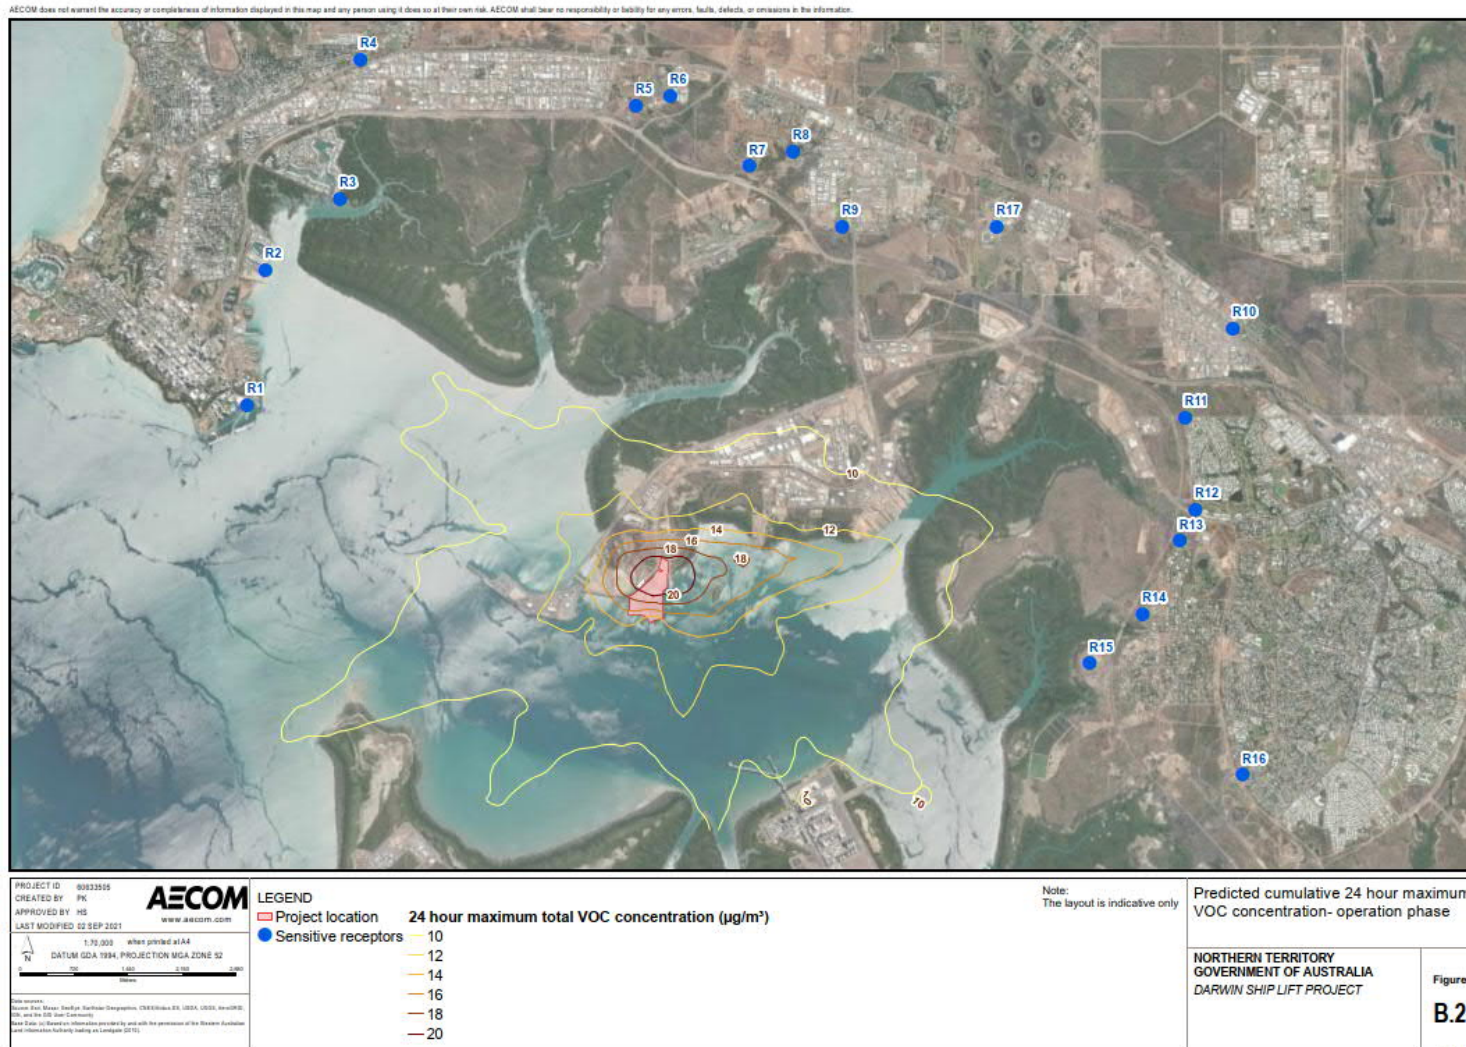 AECOM does not warrant the accuracy or completeness of information displayed in this map and any person using it does so at their own risk. AECOM shall bear no responsibility or liability for any errors, faults, defects, or omissions in the information.
R4
R6
R5
R8
R7
R3
R9
R17
R2
R10
R1
R11
10
R12
14
12
R13
16
18
18
20
R14
R15
R16
10
10
PROJECT ID 60633505
CREATED BY PK
APPROVED BY HS
LAST MODIFIED 02 SEP 2021
AECOM
www.aecom.com
1:70,000 when printed at A4
N
DATUM GDA 1994, PROJECTION MGA ZONE 52
0
Metres
Data sources:
LEGEND
Project location
Sensitive receptors
24 hour maximum total VOC concentration (µg/m³)
10
12
14
16
18
20
Note:
The layout is indicative only
Predicted cumulative 24 hour maximum
VOC concentration- operation phase
NORTHERN TERRITORY
GOVERNMENT OF AUSTRALIA
DARWIN SHIP LIFT PROJECT
Figure
B.2